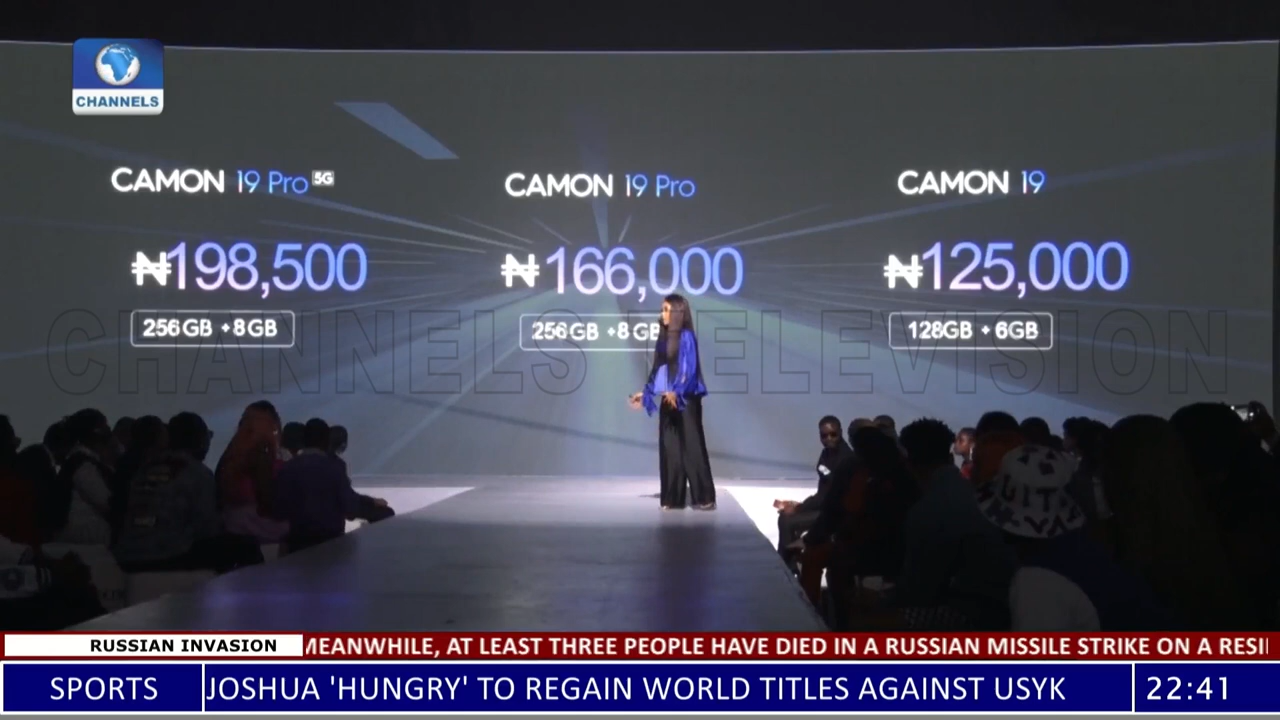 CHANNELS
CAMON 19 Pro 5G
₦198,500
256GB +8GB
CAMON 19 Pro
₦166,000
256GB +8GB
CAMON 19
₦125,000
128GB + 6GB
CHANNELS TELEVISION
RUSSIAN INVASION
MEANWHILE, AT LEAST THREE PEOPLE HAVE DIED IN A RUSSIAN MISSILE STRIKE ON A
SPORTS
JOSHUA 'HUNGRY' TO REGAIN WORLD TITLES AGAINST USYK
22:41